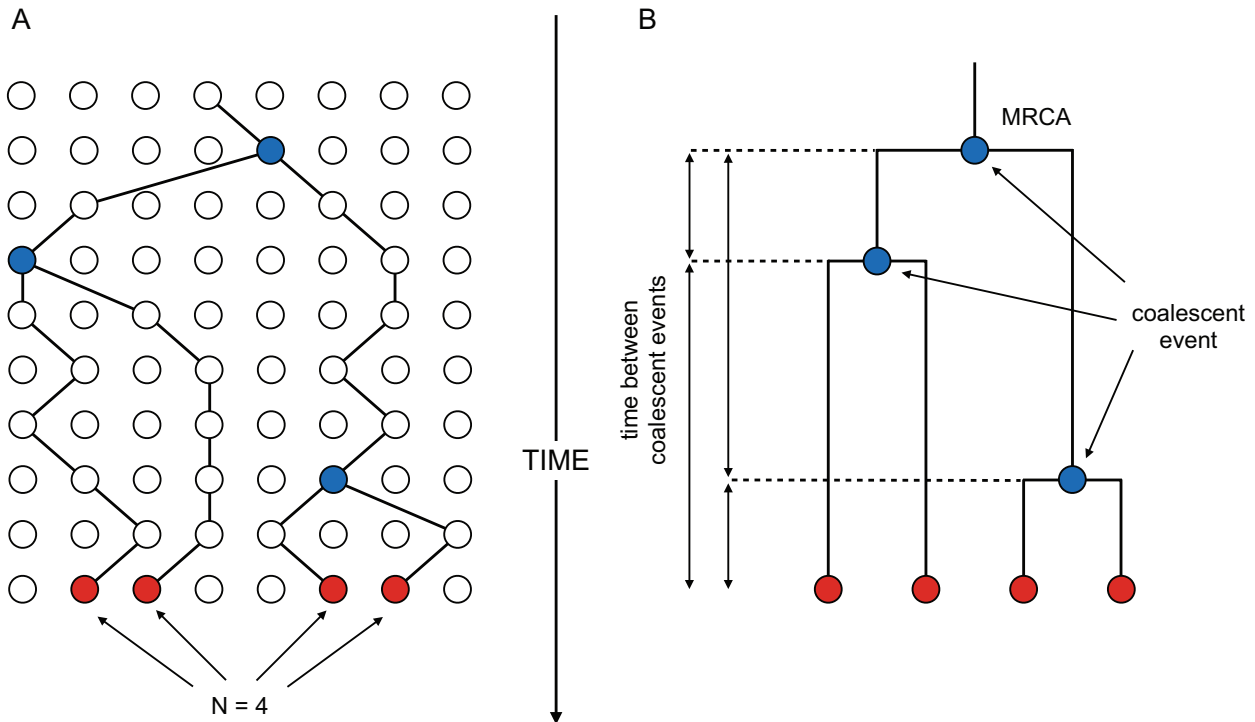 A
B
MRCA
time between
coalescent events
coalescent
event
TIME
N = 4